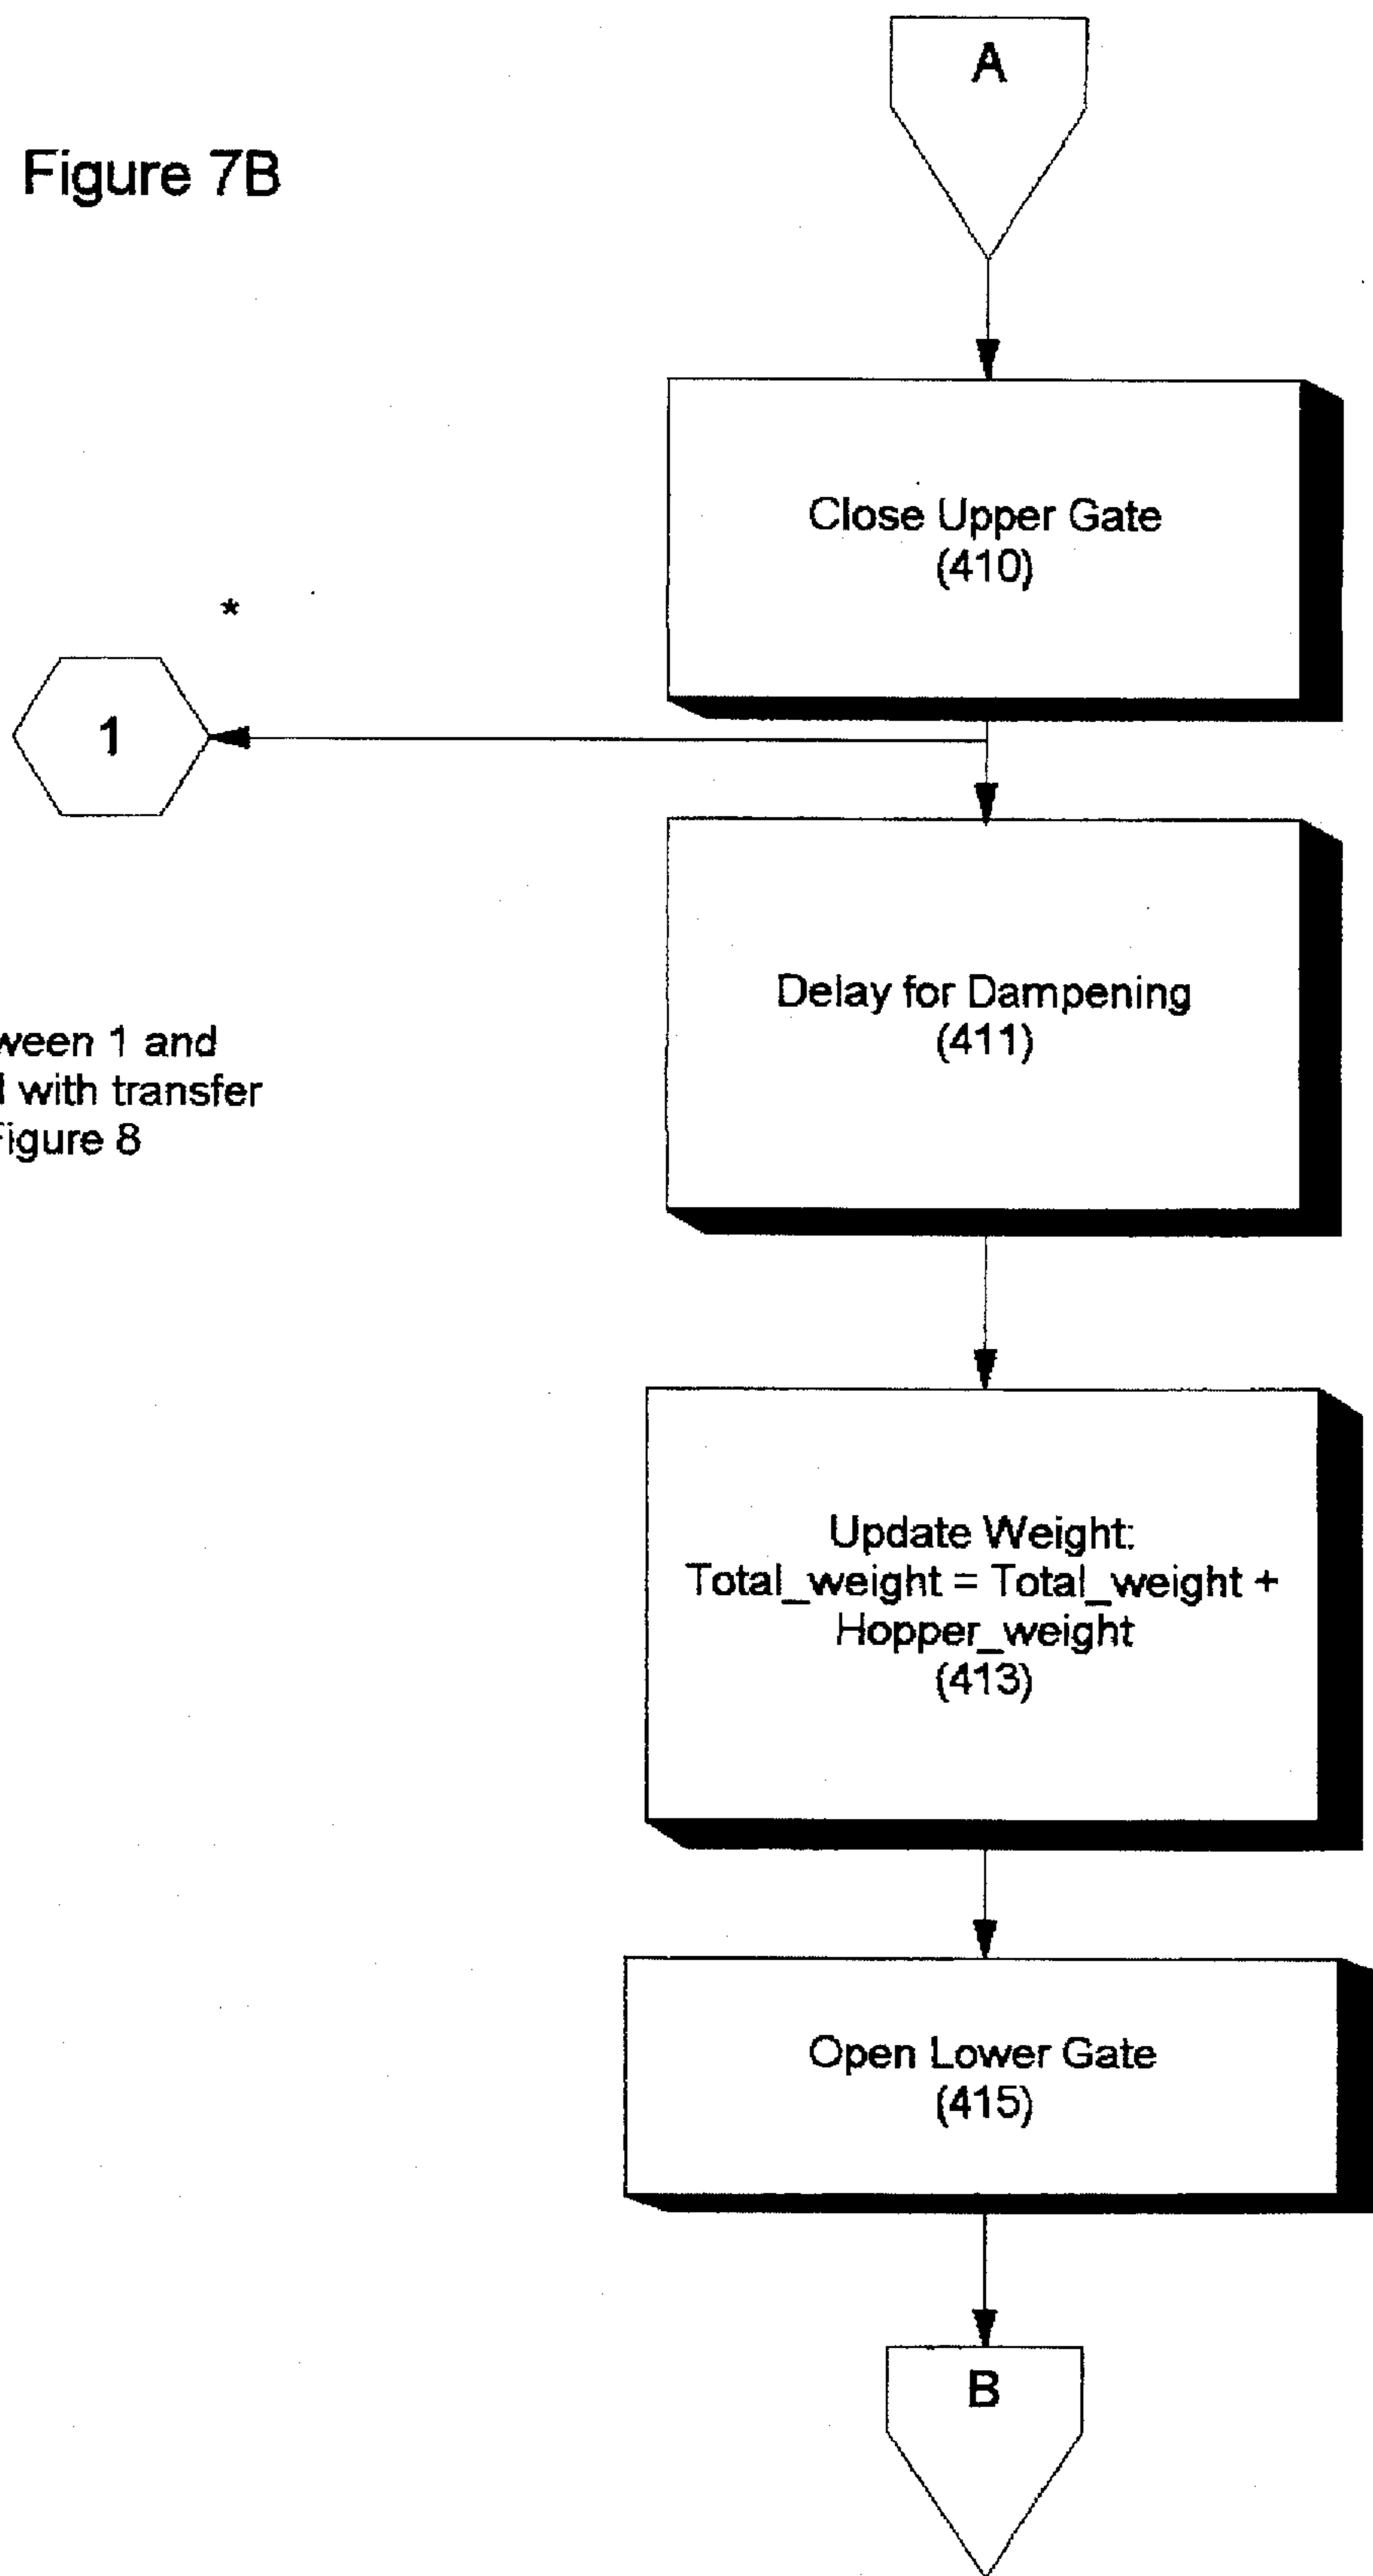 A
Figure 7B
Close Upper Gate
(410)
*
1
Delay for Dampening
(411)
ween 1 and
with transfer
Figure 8
Update Weight:
Total_weight = Total_weight +
Hopper_weight
(413)
Open Lower Gate
(415)
B